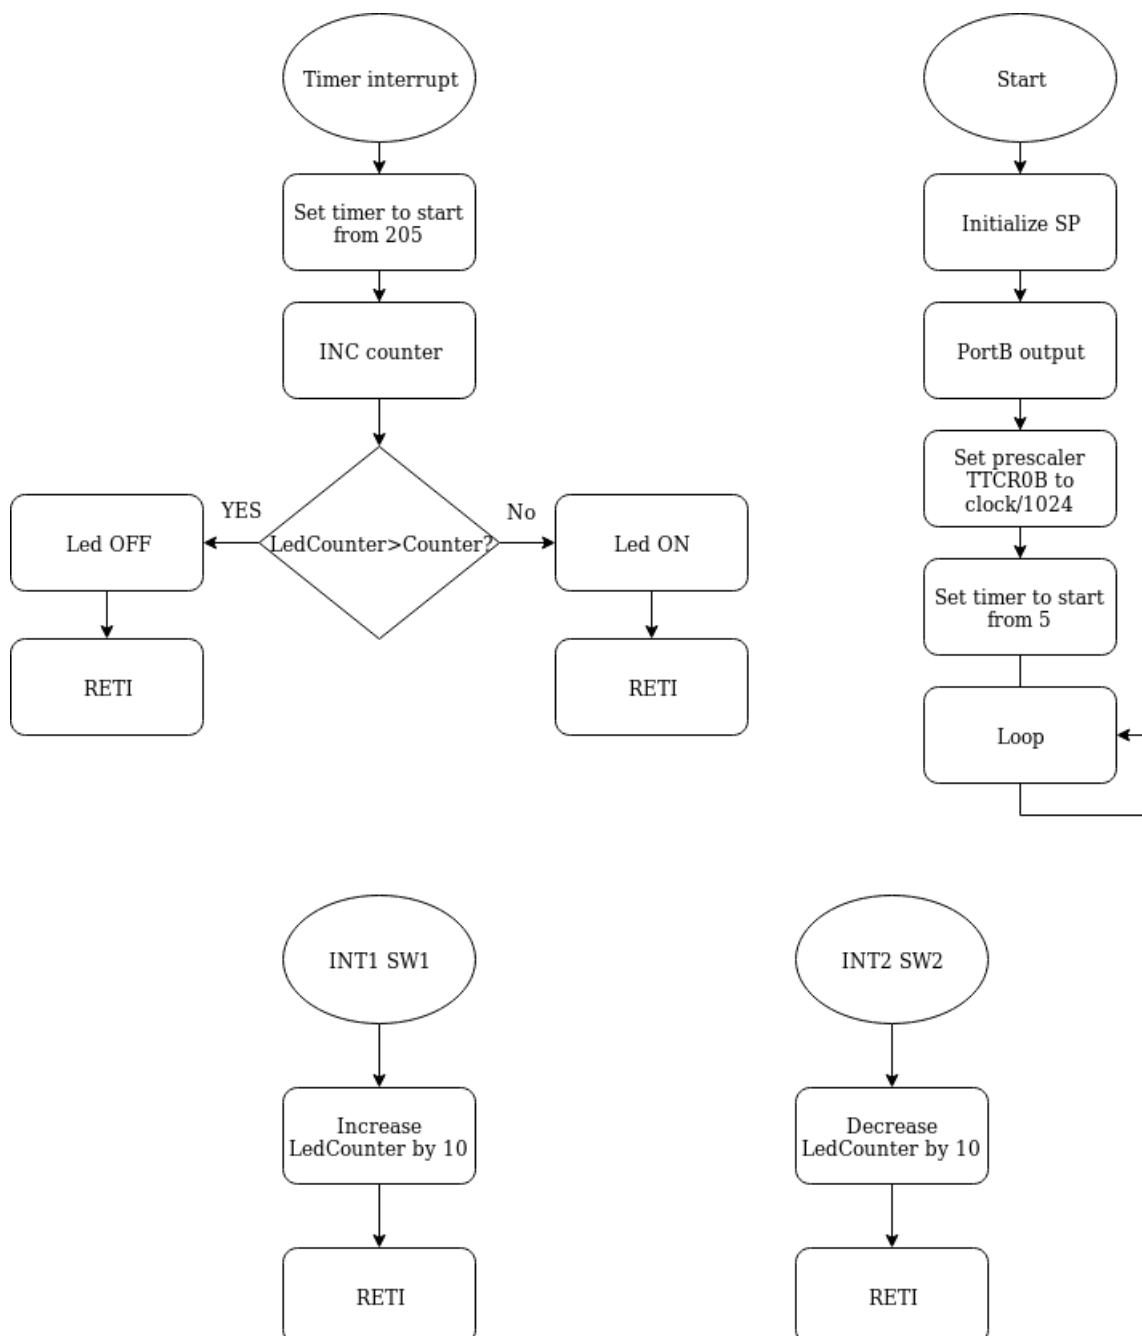 Timer interrupt
Set timer to start
from 205
INC counter
LedCounter>Counter?
YES
No
Led OFF
RETI
Led ON
RETI
Start
Initialize SP
PortB output
Set prescaler
TTCR0B to
clock/1024
Set timer to start
from 5
Loop
INT1 SW1
Increase
LedCounter by 10
RETI
INT2 SW2
Decrease
LedCounter by 10
RETI